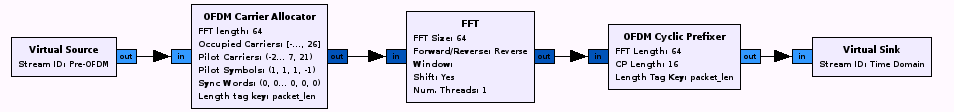 Virtual Source
Stream ID: Pre-OFDM
out
in
OFDM Carrier Allocator
FFT length: 64
Occupied Carriers: [-..., 26]
Pilot Carriers: (-2... 7, 21)
Pilot Symbols: (1, 1, 1, -1)
Sync Words: (0, 0... 0, 0, 0)
Length tag key: packet_len
out
in
FFT
FFT Size: 64
Forward/Reverse: Reverse
Window:
Shift: Yes
Num. Threads: 1
out
in
OFDM Cyclic Prefixer
FFT Length: 64
CP Length: 16
Length Tag Key: packet_len
out
in
Virtual Sink
Stream ID: Time Domain